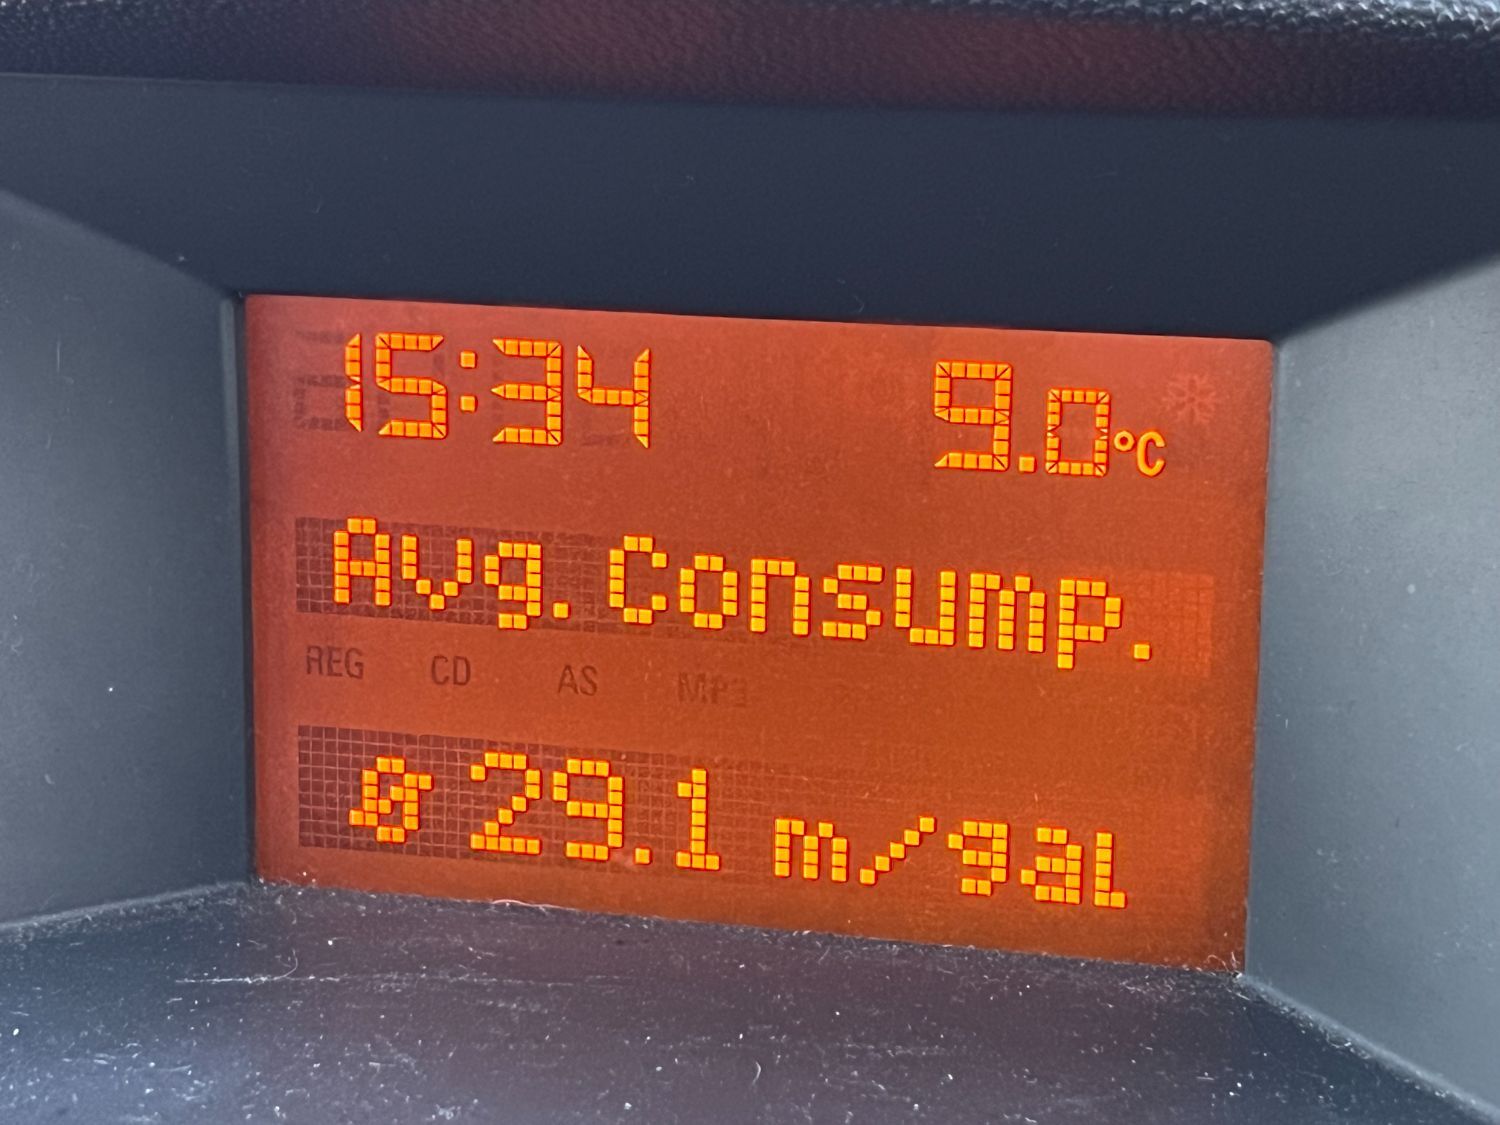 15:34 9.0°C
Avg. Consump.
REG CD AS MP3
Ø 29.1 m/gal